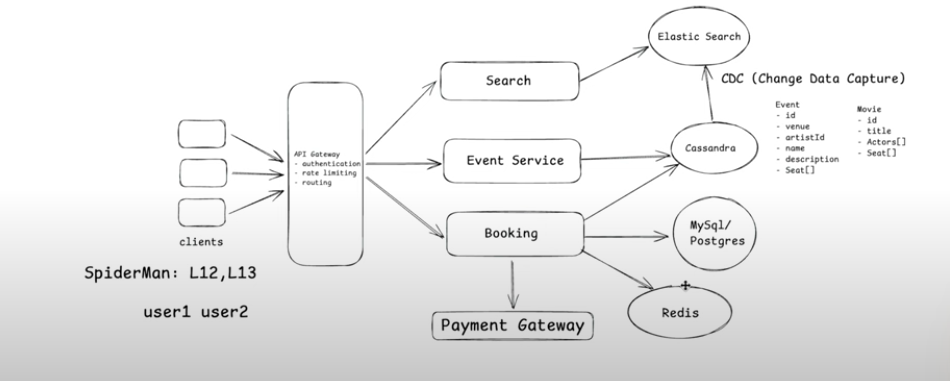 Elastic Search
CDC (Change Data Capture)
Search
Event
- id
- venue
- artistId
- name
- description
- Seat[]
Movie
- id
- title
- Actors[]
- Seat[]
API Gateway
- authentication
- rate limiting
- routing
Event Service
Cassandra
clients
Booking
MySql/
Postgres
SpiderMan: L12,L13
user1 user2
Redis
Payment Gateway